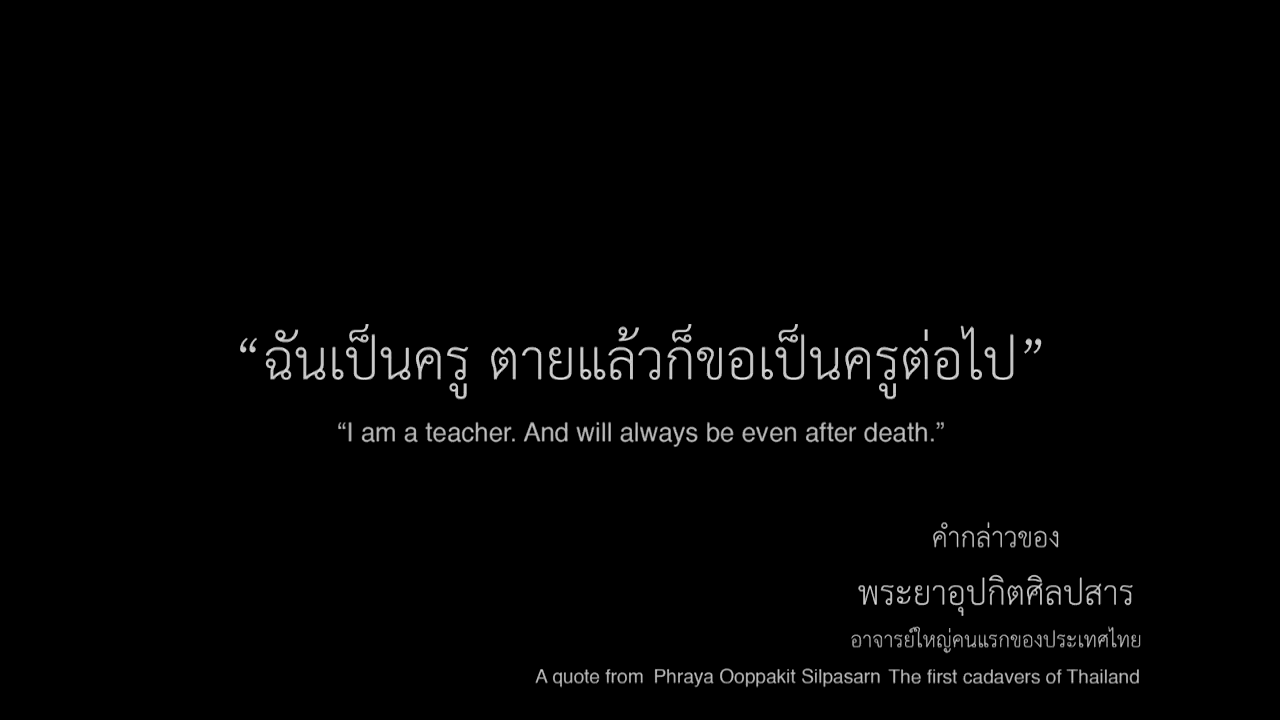 “ฉันเป็นครู ตายแล้วก็ขอเป็นครูต่อไป”
“I am a teacher. And will always be even after death.”
คำกล่าวของ
พระยาอุปกิตศิลปสาร
อาจารย์ใหญ่คนแรกของประเทศไทย
A quote from Phraya Ooppakit Silpasarn The first cadavers of Thailand